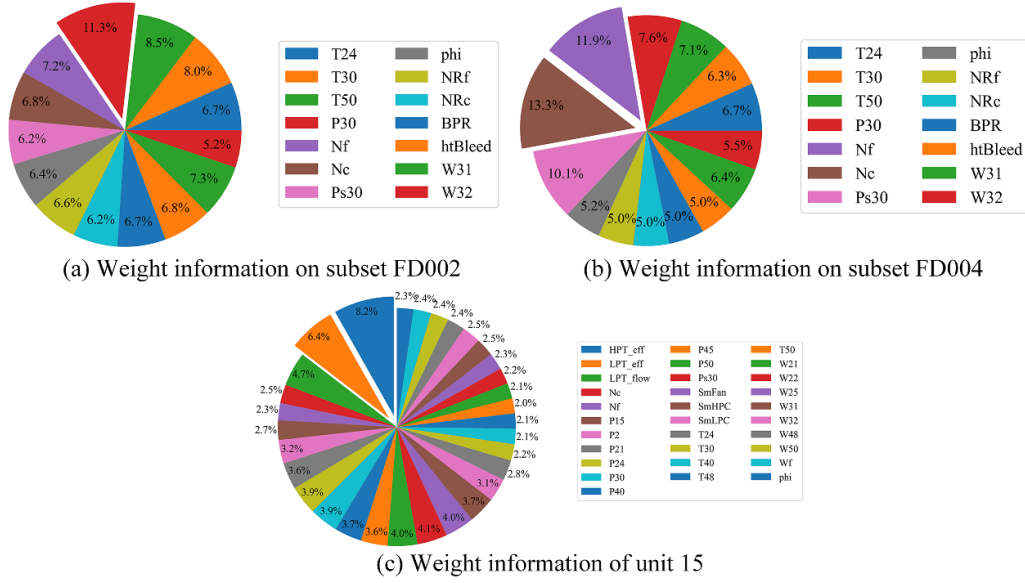 11.3%
8.5%
8.0%
6.7%
5.2%
7.3%
6.8%
6.7%
6.2%
6.6%
6.4%
6.2%
6.8%
7.2%
T24 phi
T30 NRf
T50 NRc
P30 BPR
Nf htBleed
Nc W31
Ps30 W32
(a) Weight information on subset FD002
11.9%
7.6%
7.1%
6.3%
6.7%
5.5%
6.4%
5.0%
5.0%
5.0%
5.0%
5.2%
10.1%
13.3%
T24 phi
T30 NRf
T50 NRc
P30 BPR
Nf htBleed
Nc W31
Ps30 W32
(b) Weight information on subset FD004
8.2%
2.3%
2.4%
2.4%
2.4%
2.5%
2.5%
2.3%
2.2%
2.1%
2.0%
2.1%
2.1%
2.2%
2.8%
3.1%
3.7%
4.0%
4.1%
4.0%
3.6%
3.7%
3.9%
3.9%
3.6%
3.2%
2.7%
2.3%
2.5%
4.7%
6.4%
HPT_eff P45 T50
LPT_eff P50 W21
LPT_flow Ps30 W22
Nc SmFan W25
Nf SmHPC W31
P15 SmLPC W32
P2 T24 W48
P21 T30 W50
P24 T40 Wf
P30 T48 phi
P40
(c) Weight information of unit 15